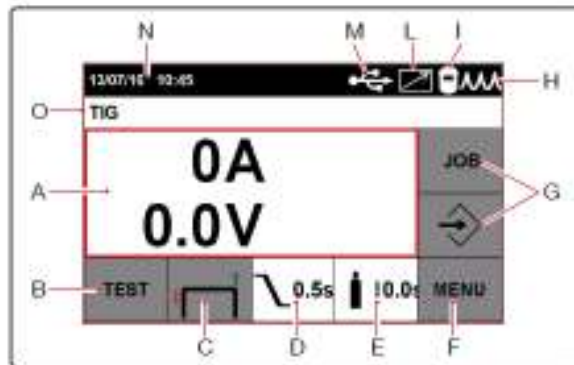 N M L I
13/07/16 10:45
H
O TIG
A 0A JOB
0.0V G
B TEST 0.5s MENU
C D E F